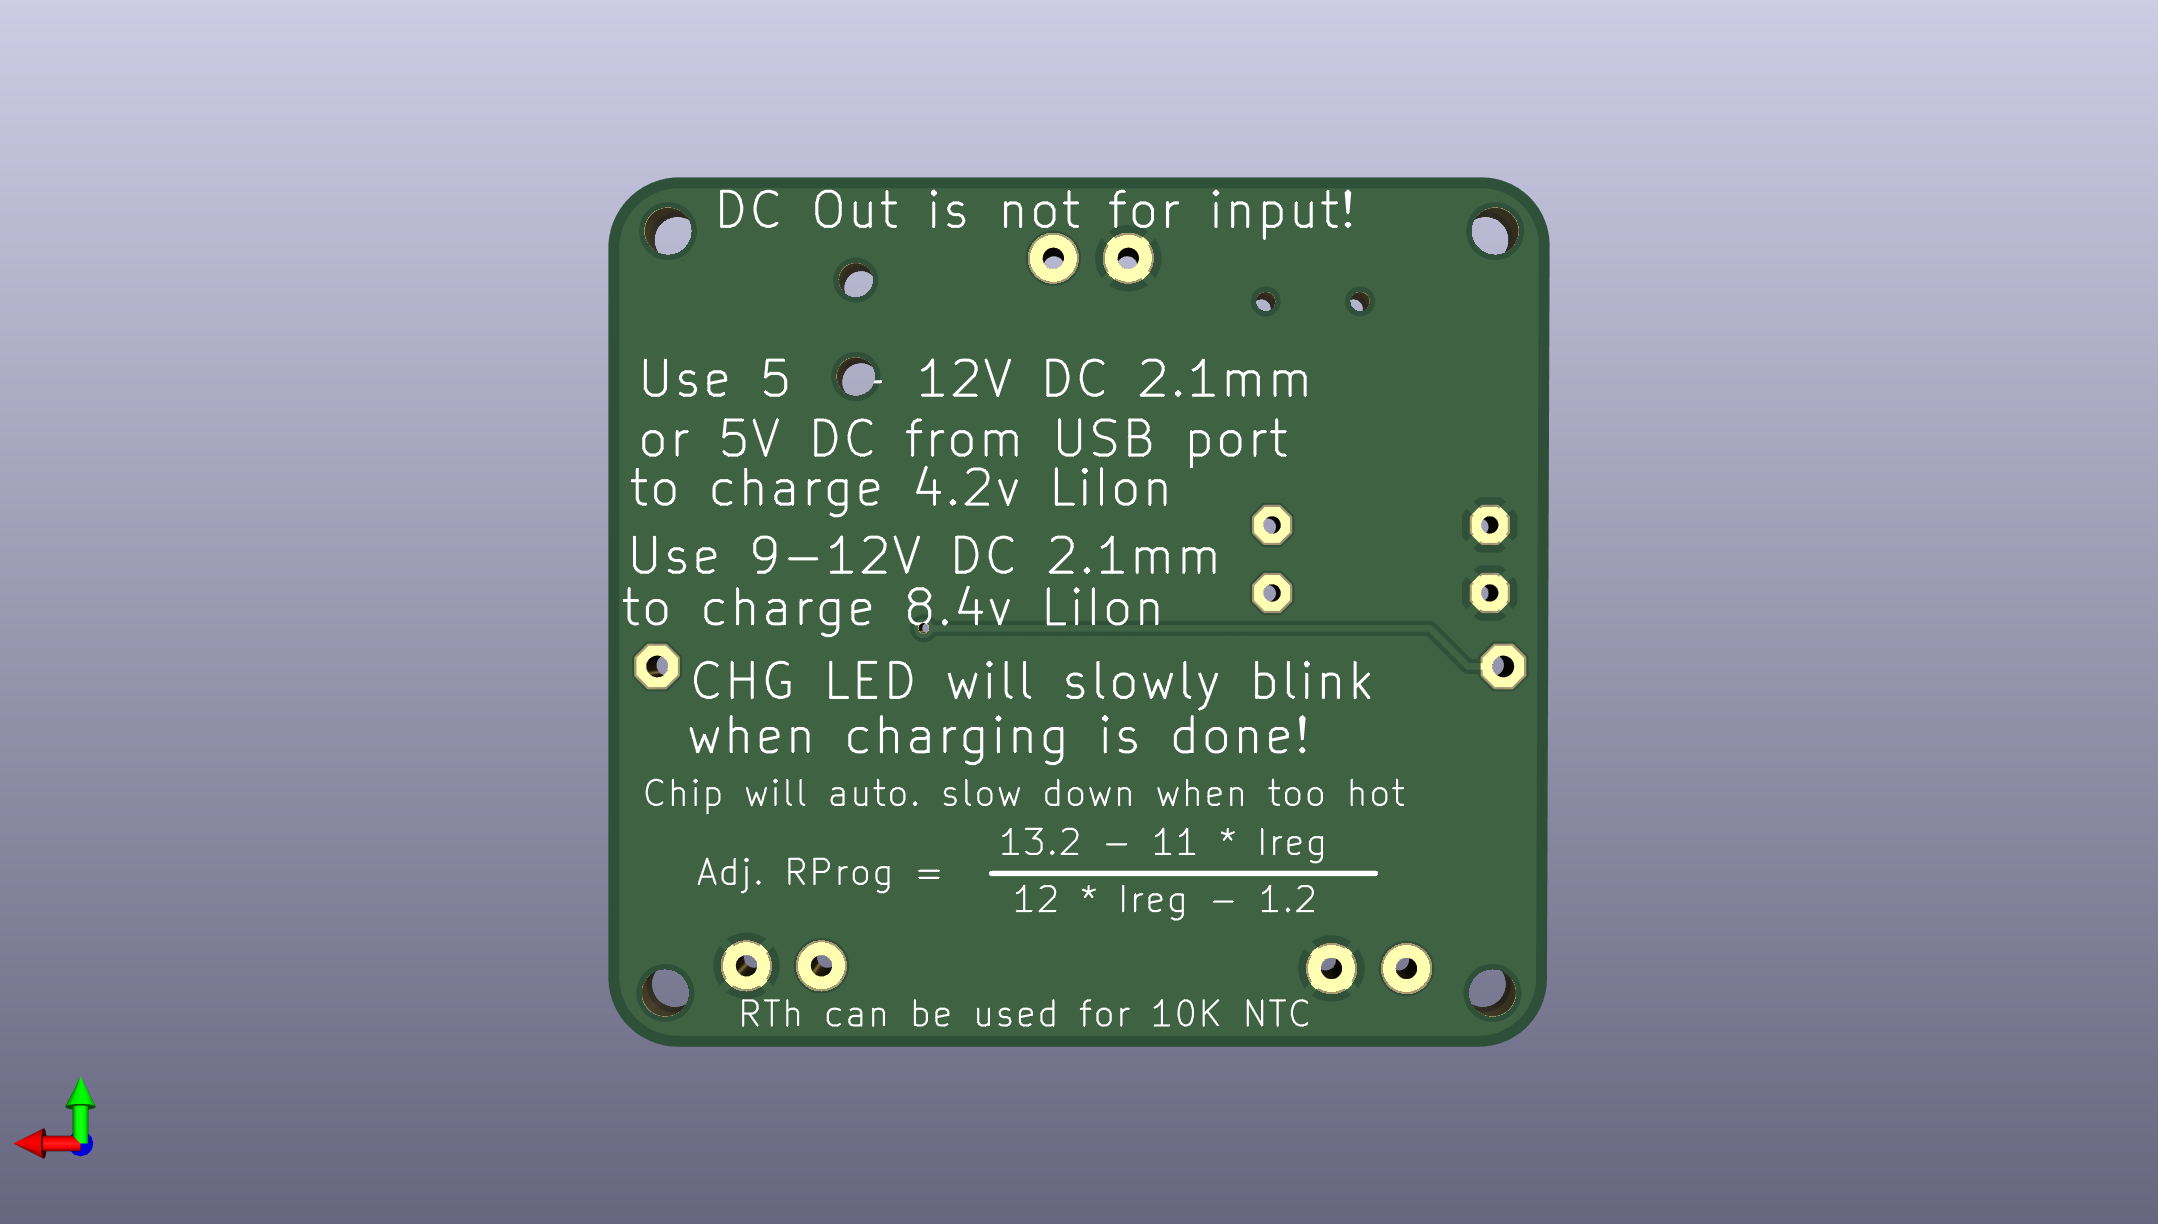 DC Out is not for input!
Use 5 - 12V DC 2.1mm
or 5V DC from USB port
to charge 4.2v LiIon
Use 9-12V DC 2.1mm
to charge 8.4v LiIon
CHG LED will slowly blink
when charging is done!
Chip will auto. slow down when too hot
13.2 - 11 * Ireg
Adj. RProg =
12 * Ireg - 1.2
RTh can be used for 10K NTC